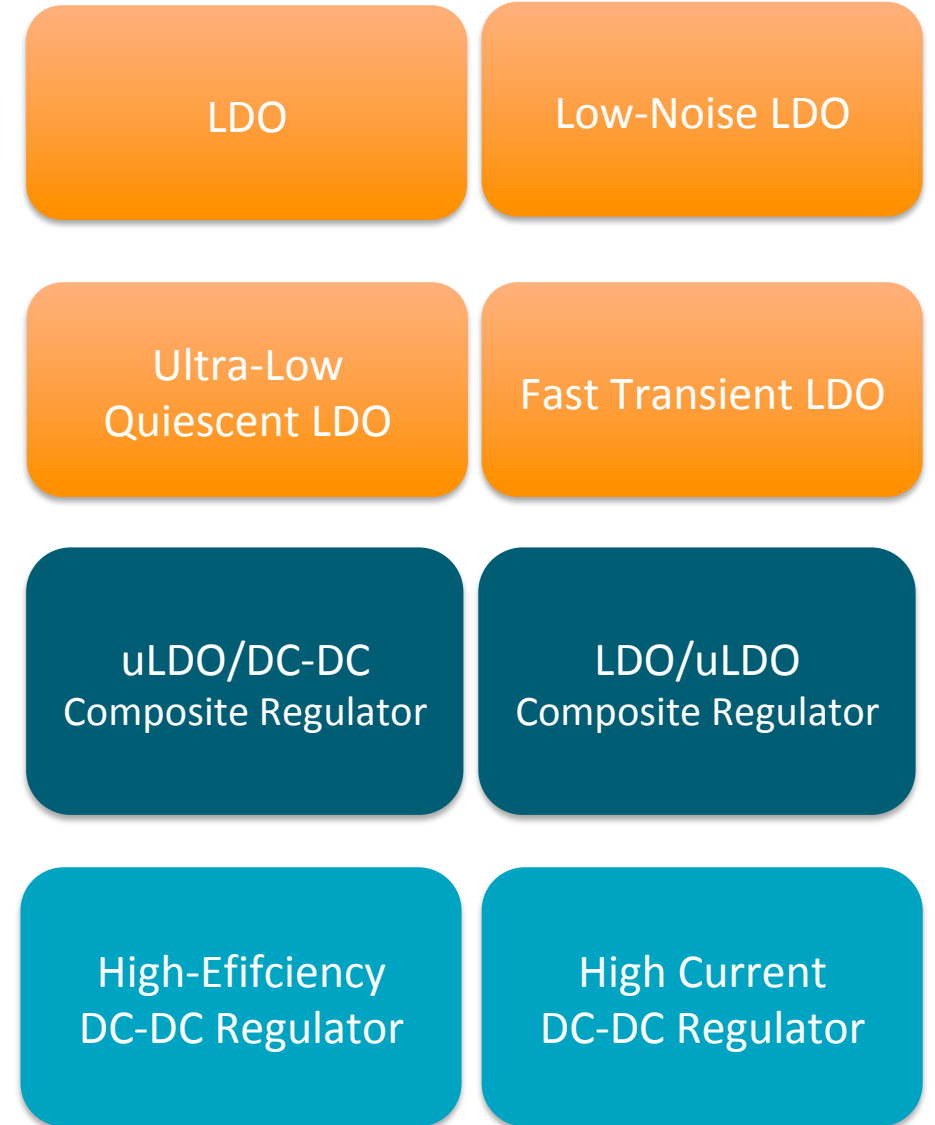 LDO
Low-Noise LDO
Ultra-Low
Quiescent LDO
Fast Transient LDO
uLDO/DC-DC
Composite Regulator
LDO/uLDO
Composite Regulator
High-Efifciency
DC-DC Regulator
High Current
DC-DC Regulator